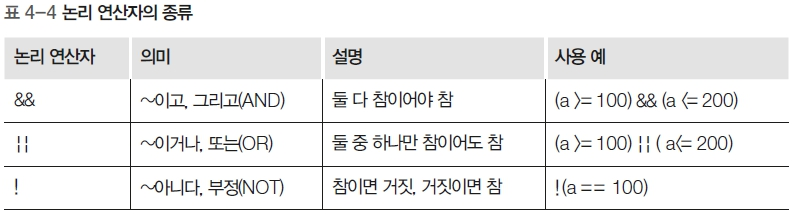 표 4-4 논리 연산자의 종류
논리 연산자 의미 설명 사용 예
&& ~이고, 그리고(AND) 둘 다 참이어야 참 (a >= 100) && (a <= 200)
¦¦ ~이거나, 또는(OR) 둘 중 하나만 참이어도 참 (a >= 100) ¦¦ ( a<= 200)
! ~아니다, 부정(NOT) 참이면 거짓, 거짓이면 참 !(a == 100)